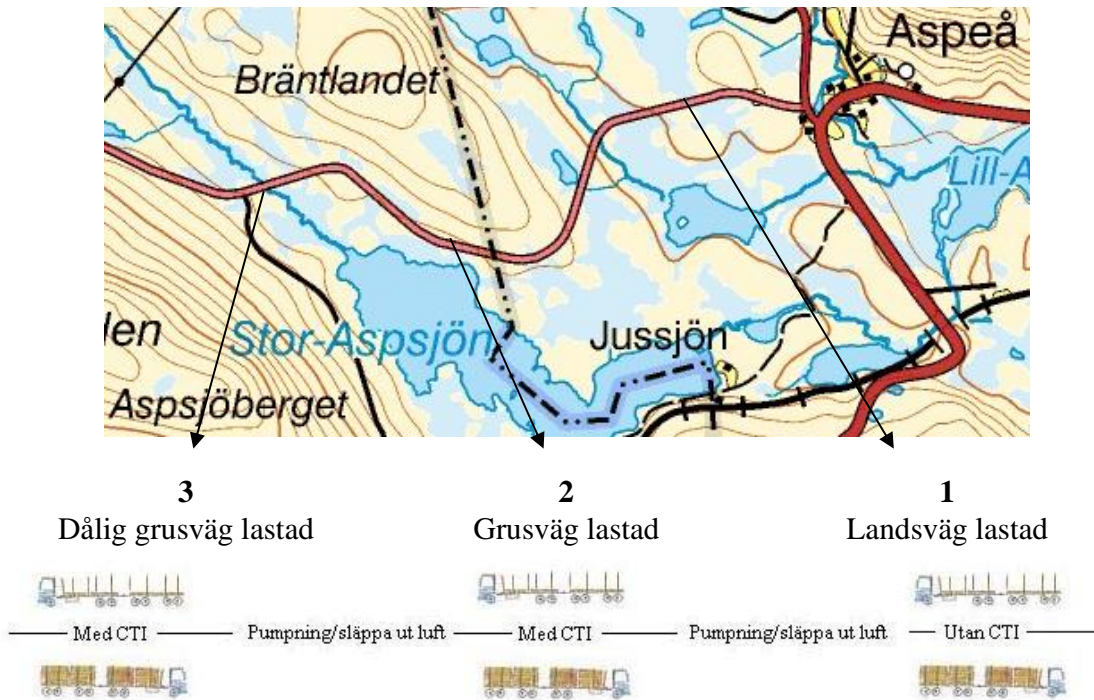 Aspeå
Bräntlandet
Lill-A
len
Stor-Aspsjön
Jussjön
Aspsjöberget
3 2 1
Dålig grusväg lastad Grusväg lastad Landsväg lastad
Med CTI Pumpning/släppa ut luft Med CTI Pumpning/släppa ut luft Utan CTI